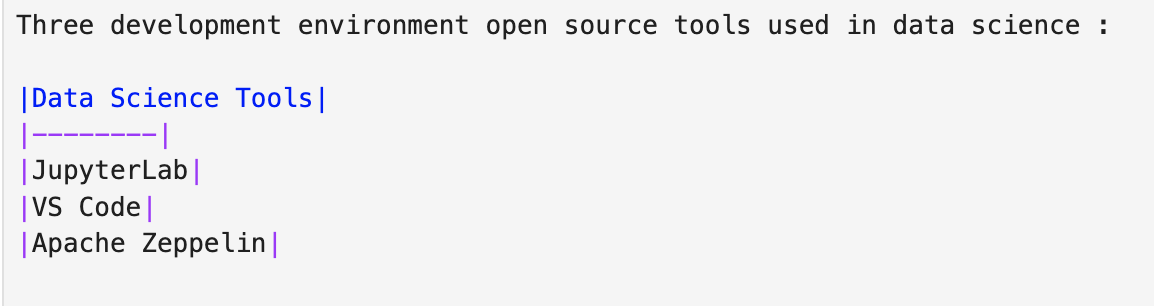 Three development environment open source tools used in data science :
|Data Science Tools|
|--------|
|JupyterLab|
|VS Code|
|Apache Zeppelin|